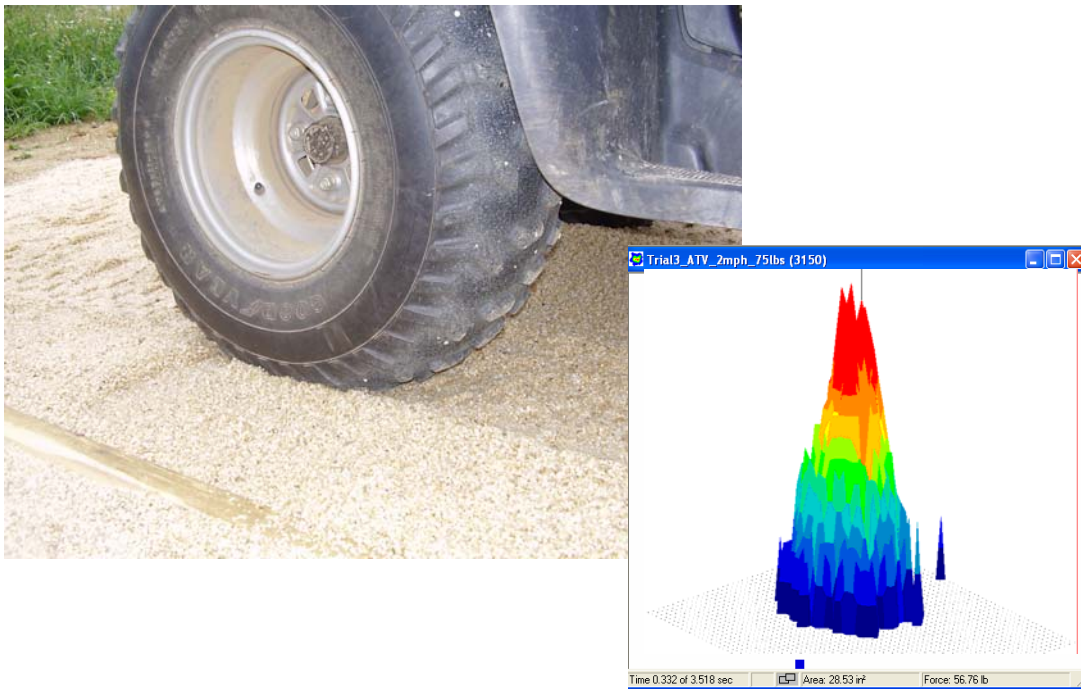 GOODYEAR
Trial3_ATV_2mph_75lbs (3150)
Time 0.332 of 3.518 sec
Area: 28.53 in²
Force: 56.76 lb